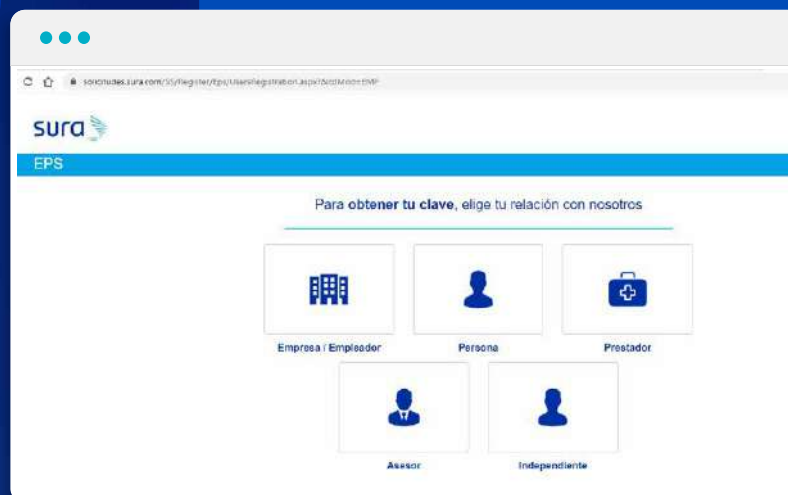 sura
EPS
Para obtener tu clave, elige tu relación con nosotros
Empresa / Empleador
Persona
Prestador
Asesor
Independiente